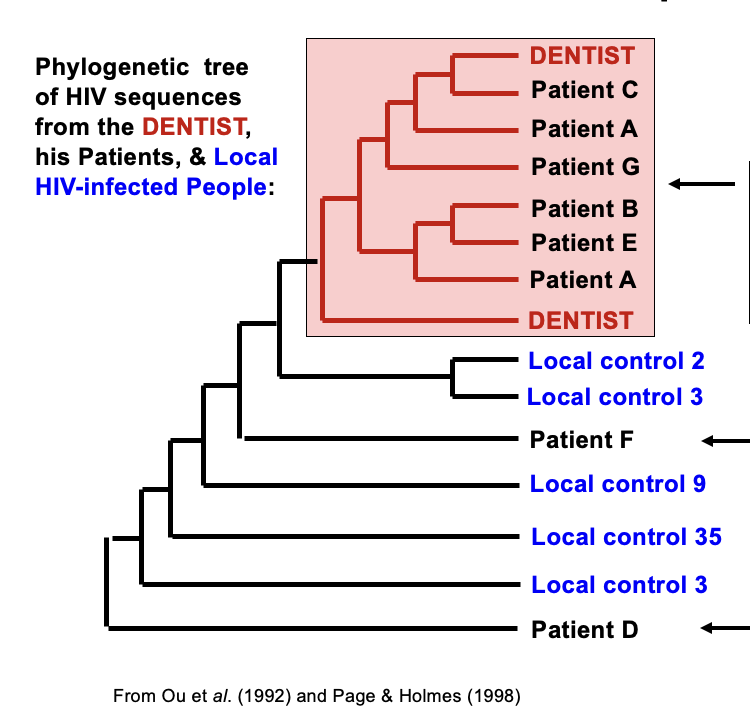 Phylogenetic tree
of HIV sequences
from the DENTIST,
his Patients, & Local
HIV-infected People:
DENTIST
Patient C
Patient A
Patient G
Patient B
Patient E
Patient A
DENTIST
Local control 2
Local control 3
Patient F
Local control 9
Local control 35
Local control 3
Patient D
From Ou et al. (1992) and Page & Holmes (1998)